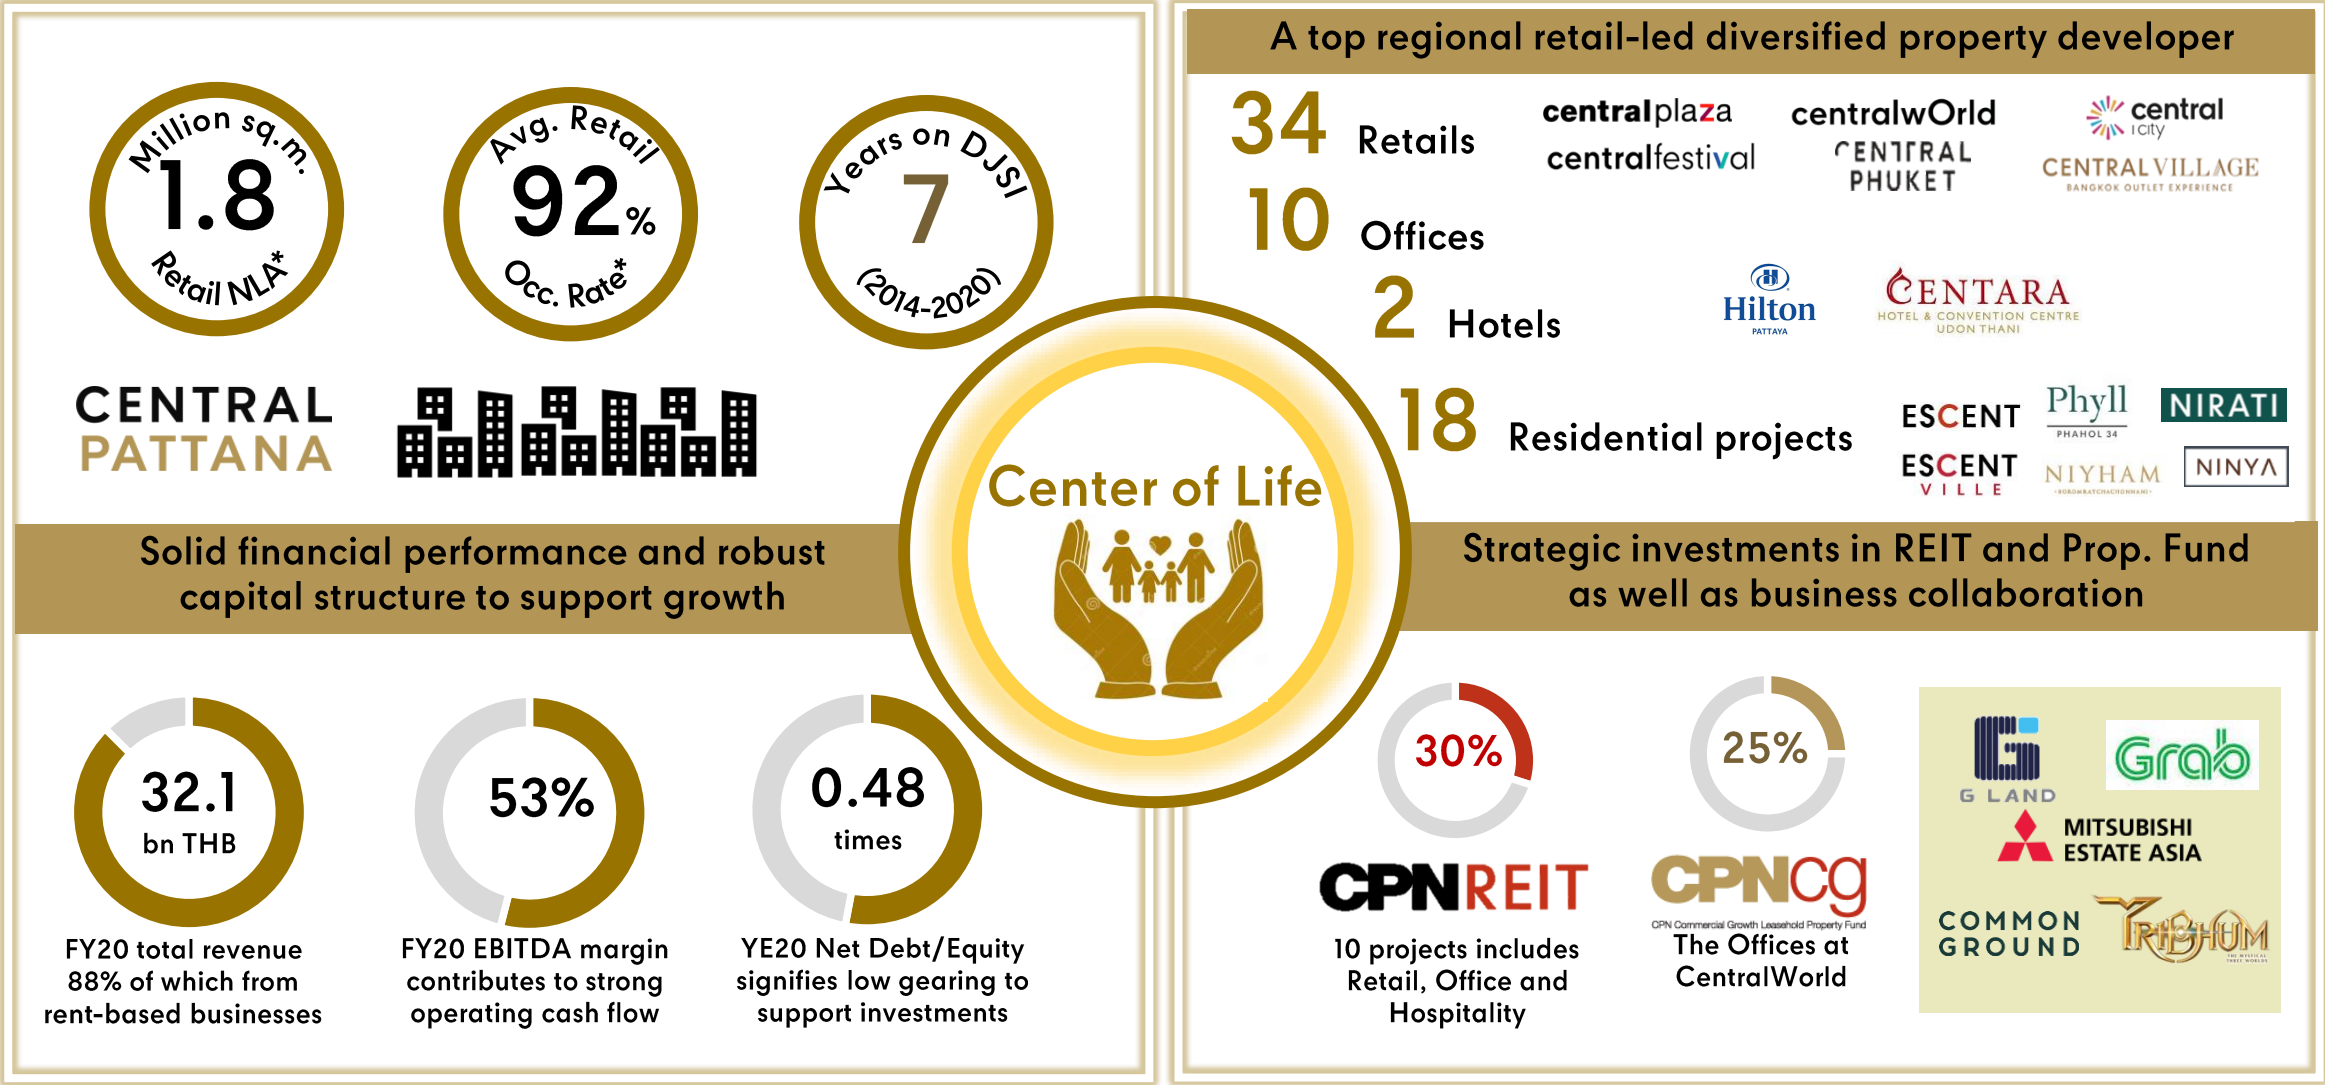 Million sq.m.
1.8
Retail NLA*
Avg. Retail
92%
Occ. Rate*
Years on DJSI
7
(2014-2020)
CENTRAL
PATTANA
Solid financial performance and robust
capital structure to support growth
32.1
bn THB
FY20 total revenue
88% of which from
rent-based businesses
53%
FY20 EBITDA margin
contributes to strong
operating cash flow
0.48
times
YE20 Net Debt/Equity
signifies low gearing to
support investments
Center of Life
A top regional retail-led diversified property developer
34 Retails
centralplaza
centralfestival
centralwOrld
CENTRAL
PHUKET
central
i city
CENTRAL VILLAGE
BANGKOK OUTLET EXPERIENCE
10 Offices
2 Hotels
Hilton
PATTAYA
CENTARA
HOTEL & CONVENTION CENTRE
UDON THANI
18 Residential projects
ESCENT
Phyll
PHAHOL 34
NIRATI
ESCENT
VILLE
NIYHAM
NINYA
Strategic investments in REIT and Prop. Fund
as well as business collaboration
30%
CPNREIT
10 projects includes
Retail, Office and
Hospitality
25%
CPNcg
CPN Commercial Growth Leasehold Property Fund
The Offices at
CentralWorld
G LAND
Grab
MITSUBISHI
ESTATE ASIA
COMMON
GROUND
TRIBHUM
THE MYSTICAL
THREE WORLDS